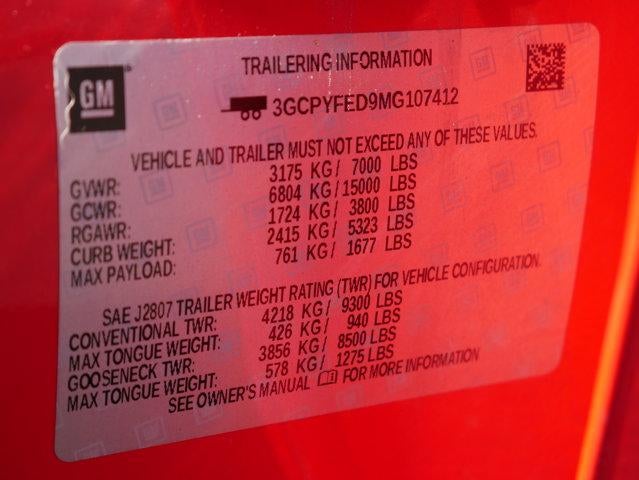 GM
TRAILERING INFORMATION
3GCPYFED9MG107412
VEHICLE AND TRAILER MUST NOT EXCEED ANY OF THESE VALUES.
GVWR: 3175 KG/ 7000 LBS
GCWR: 6804 KG/15000 LBS
RGAWR: 1724 KG/ 3800 LBS
CURB WEIGHT: 2415 KG/ 5323 LBS
MAX PAYLOAD: 761 KG/ 1677 LBS
SAE J2807 TRAILER WEIGHT RATING (TWR) FOR VEHICLE CONFIGURATION.
CONVENTIONAL TWR: 4218 KG/ 9300 LBS
MAX TONGUE WEIGHT: 426 KG/ 940 LBS
GOOSENECK TWR: 3856 KG/ 8500 LBS
MAX TONGUE WEIGHT: 578 KG/ 1275 LBS
SEE OWNER'S MANUAL FOR MORE INFORMATION